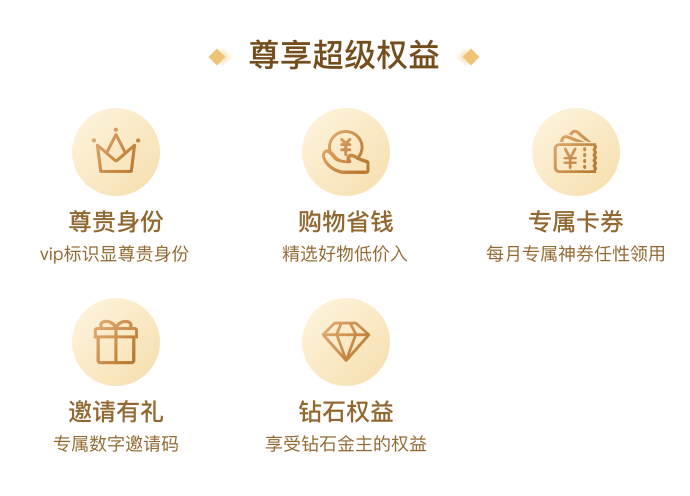 尊享超级权益
尊贵身份
vip标识显尊贵身份
购物省钱
精选好物低价入
专属卡券
每月专属神券任性领用
邀请有礼
专属数字邀请码
钻石权益
享受钻石金主的权益